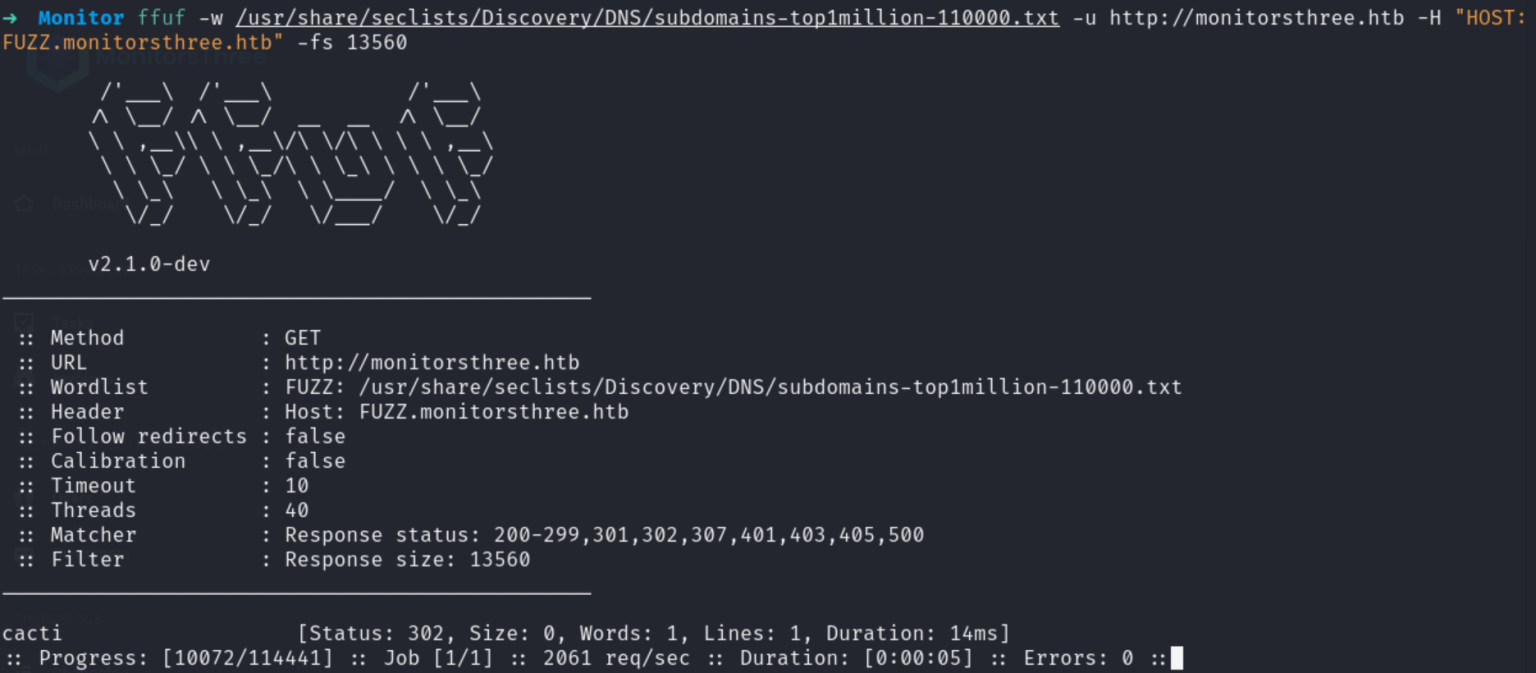 ➜ Monitor ffuf -w /usr/share/seclists/Discovery/DNS/subdomains-top1million-110000.txt -u http://monitorsthree.htb -H "HOST:
FUZZ.monitorsthree.htb" -fs 13560
MonitorsThree
        /'___\  /'___\           /'___\
       /\ \__/ /\ \__/  __  __  /\ \__/
       \ \ ,__\\ \ ,__\/\ \/\ \ \ \ ,__\
        \ \ \_/ \ \ \_/\ \ \_\ \ \ \ \_/
         \ \_\   \ \_\  \ \____/  \ \_\
          \/_/    \/_/   \/___/    \/_/
Dashboard
v2.1.0-dev
:: Method : GET
:: URL : http://monitorsthree.htb
:: Wordlist : FUZZ: /usr/share/seclists/Discovery/DNS/subdomains-top1million-110000.txt
:: Header : Host: FUZZ.monitorsthree.htb
:: Follow redirects : false
:: Calibration : false
:: Timeout : 10
:: Threads : 40
:: Matcher : Response status: 200-299,301,302,307,401,403,405,500
:: Filter : Response size: 13560
cacti [Status: 302, Size: 0, Words: 1, Lines: 1, Duration: 14ms]
:: Progress: [10072/114441] :: Job [1/1] :: 2061 req/sec :: Duration: [0:00:05] :: Errors: 0 ::